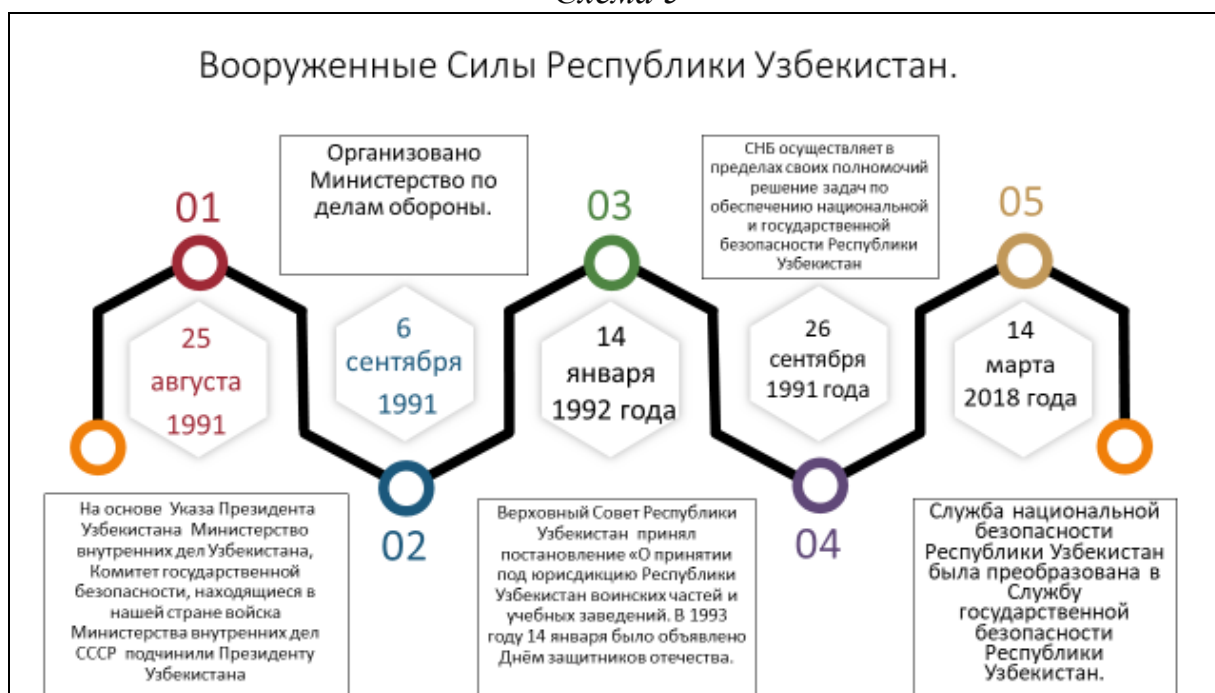 Вооруженные Силы Республики Узбекистан.
01
25
августа
1991
На основе Указа Президента
Узбекистана Министерство
внутренних дел Узбекистана,
Комитет государственной
безопасности, находящиеся в
нашей стране войска
Министерства внутренних дел
СССР подчинили Президенту
Узбекистана
Организовано
Министерство по
делам обороны.
6
сентября
1991
02
03
14
января
1992 года
Верховный Совет Республики
Узбекистан принял
постановление «О принятии
под юрисдикцию Республики
Узбекистан воинских частей и
учебных заведений. В 1993
году 14 января было объявлено
Днём защитников отечества.
СНБ осуществляет в
пределах своих полномочий
решение задач по
обеспечению национальной
и государственной
безопасности Республики
Узбекистан
26
сентября
1991 года
04
05
14
марта
2018 года
Служба национальной
безопасности
Республики Узбекистан
была преобразована в
Службу
государственной
безопасности
Республики
Узбекистан.